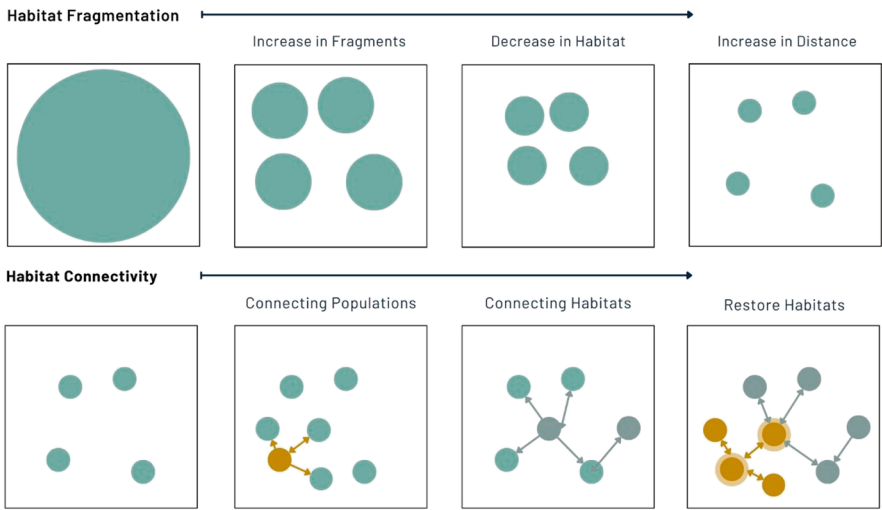 Habitat Fragmentation
Increase in Fragments
Decrease in Habitat
Increase in Distance
Habitat Connectivity
Connecting Populations
Connecting Habitats
Restore Habitats